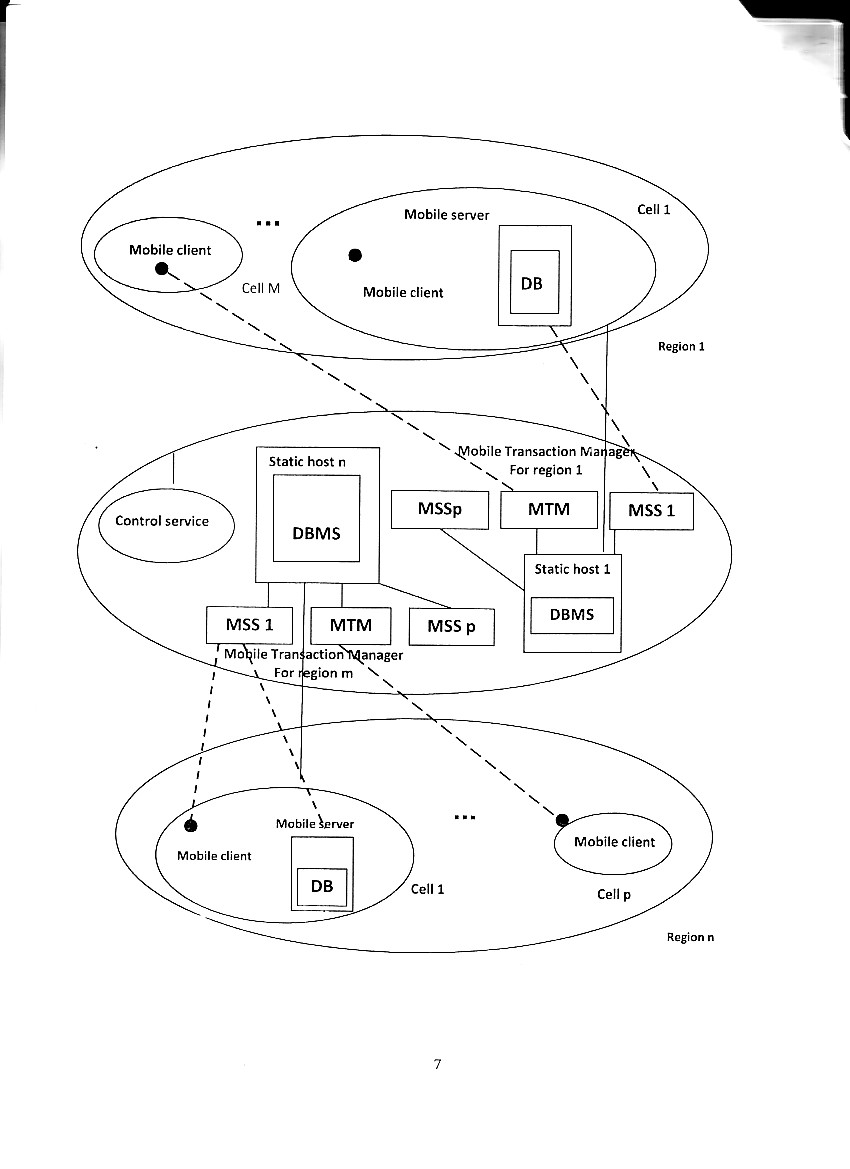 Cell 1
Mobile server
Mobile client
DB
Cell M
Mobile client
Region 1
Mobile Transaction Manager
For region 1
Static host n
DBMS
MSSp
MTM
MSS 1
Control service
Static host 1
DBMS
MSS 1
MTM
MSS p
Mobile Transaction Manager
For region m
Mobile server
Mobile client
DB
Cell 1
Mobile client
Cell p
Region n
7